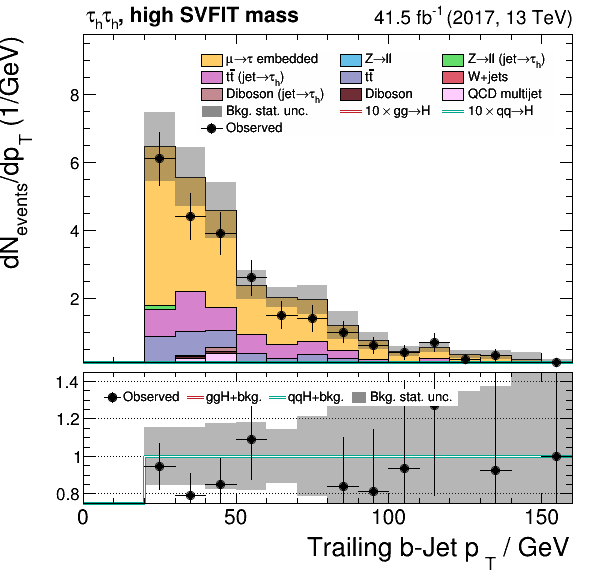 τhτh, high SVFIT mass
41.5 fb-1 (2017, 13 TeV)
dNevents/dpT (1/GeV)
μ→τ embedded
Z→ll
Z→ll (jet→τh)
tt̄ (jet→τh)
tt̄
W+jets
Diboson (jet→τh)
Diboson
QCD multijet
Bkg. stat. unc.
10 × gg→H
10 × qq→H
Observed
8
6
4
2
Observed
ggH+bkg.
qqH+bkg.
Bkg. stat. unc.
1.4
1.2
1
0.8
0
50
100
150
Trailing b-Jet pT / GeV